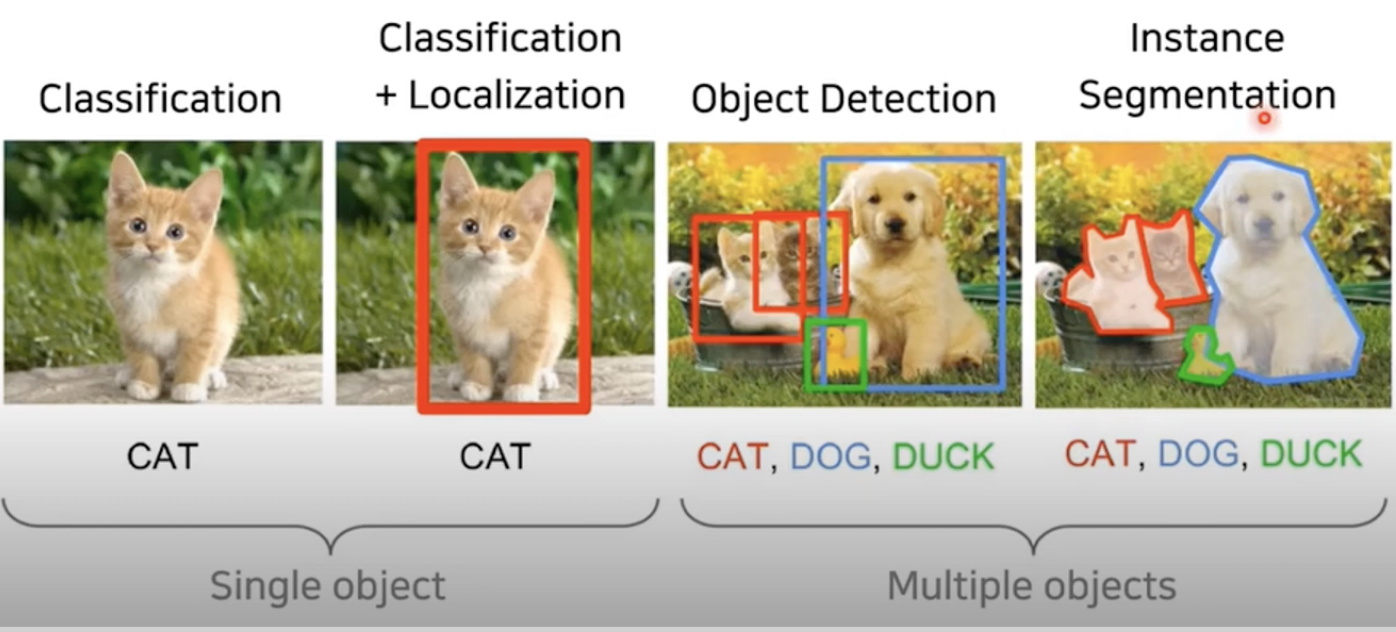 Classification
CAT
Classification
+ Localization
CAT
Object Detection
CAT, DOG, DUCK
Instance
Segmentation
CAT, DOG, DUCK
Single object
Multiple objects